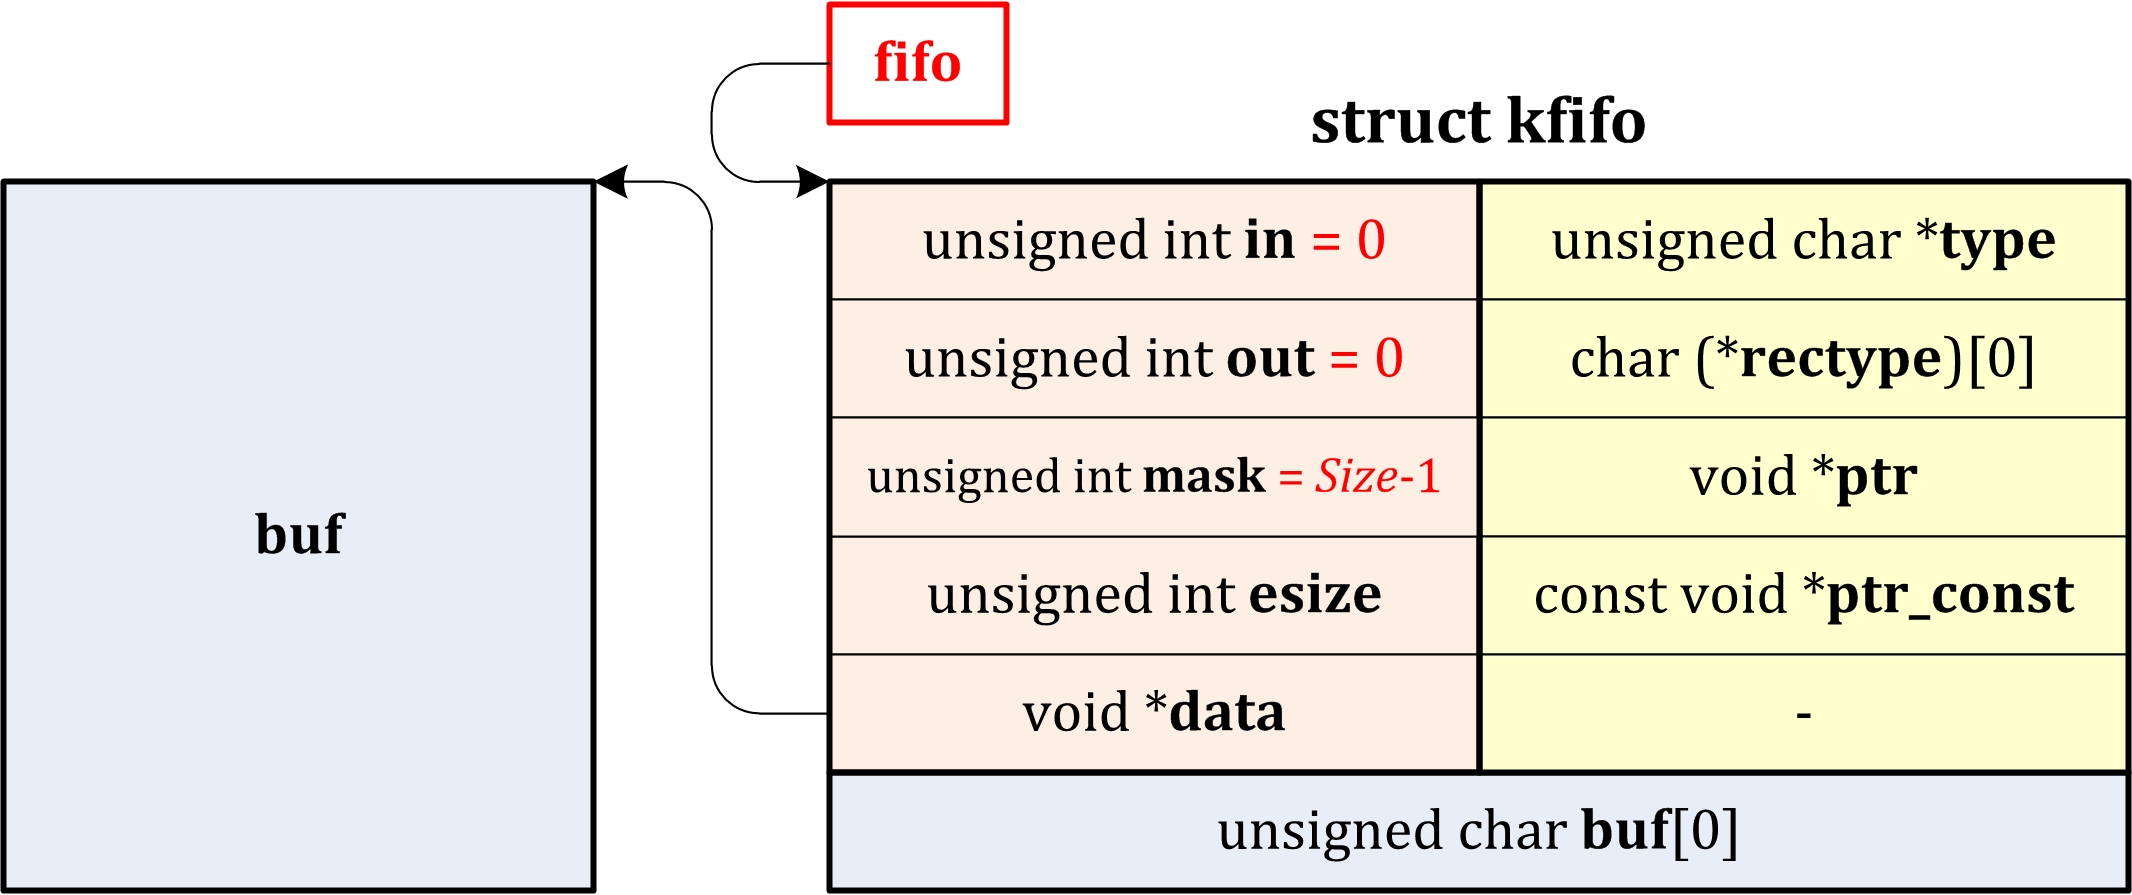 fifo
struct kfifo
unsigned int in = 0
unsigned char *type
unsigned int out = 0
char (*rectype)[0]
unsigned int mask = Size-1
void *ptr
buf
unsigned int esize
const void *ptr_const
void *data
-
unsigned char buf[0]